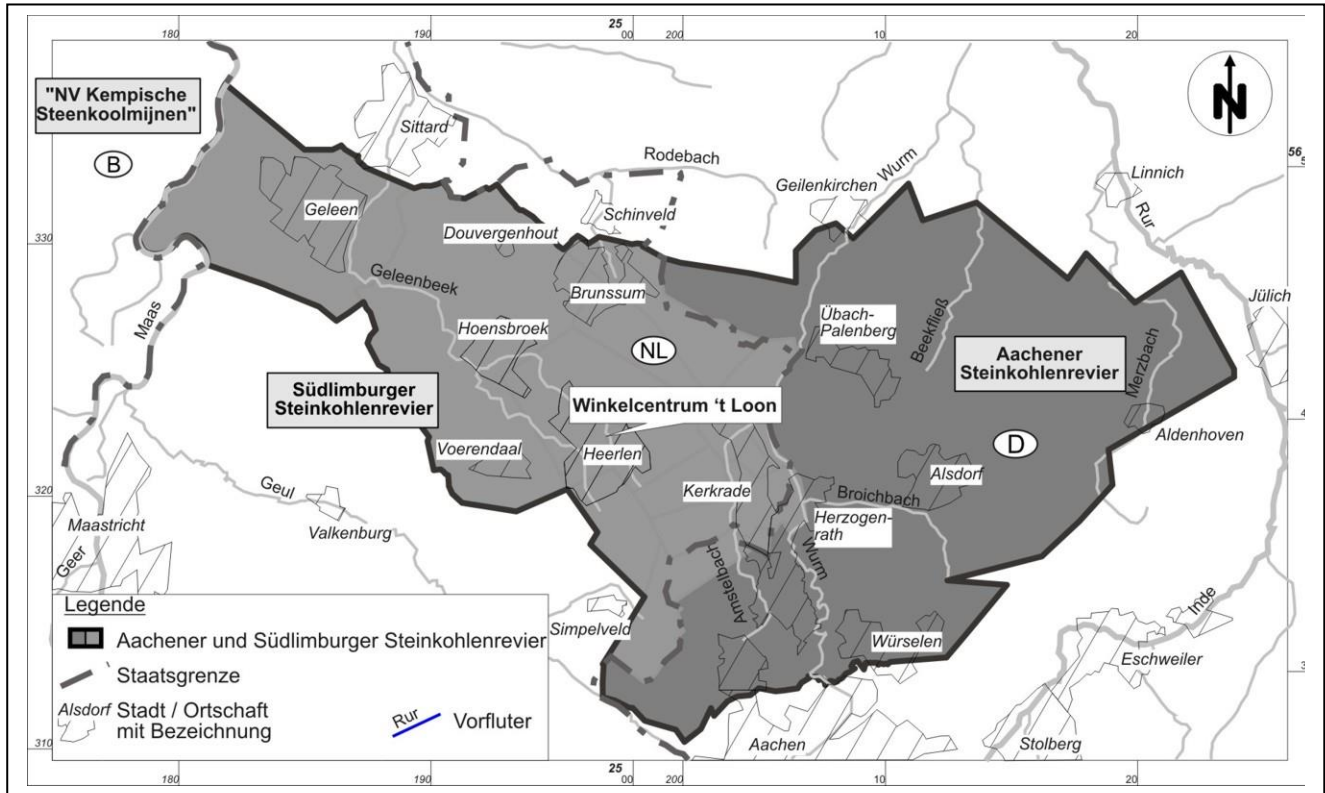 180
190
25
00
200
10
20
"NV Kempische
Steenkoolmijnen"
B
N
56
5
Sittard
Rodebach
Wurm
Geilenkirchen
Linnich
Rur
Geleen
Schinveld
Douvergenhout
330
Geleenbeek
Brunssum
Maas
Hoensbroek
NL
Übach-
Palenberg
Beekfließ
Jülich
Merzbach
Aachener
Steinkohlenrevier
Südlimburger
Steinkohlenrevier
Winkelcentrum ‘t Loon
4
Aldenhoven
Voerendaal
Heerlen
D
Alsdorf
Kerkrade
Broichbach
Geul
320
Maastricht
Valkenburg
Herzogen-
rath
Wurm
Geer
Amstelbach
Inde
Simpelveld
Würselen
Eschweiler
3
Legende
Aachener und Südlimburger Steinkohlenrevier
Staatsgrenze
Alsdorf Stadt / Ortschaft
mit Bezeichnung
Rur Vorfluter
310
Aachen
Stolberg
180
190
25
00
200
10
20